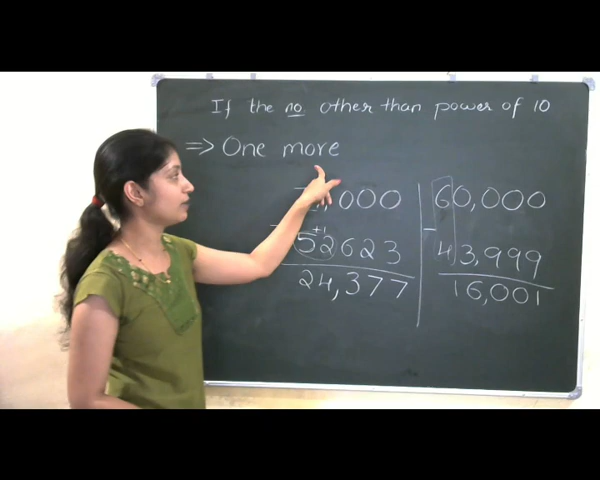 If the no. other than power of 10
=> One more
,000 60,000
+1
52623 - 43,999
24,377 16,001